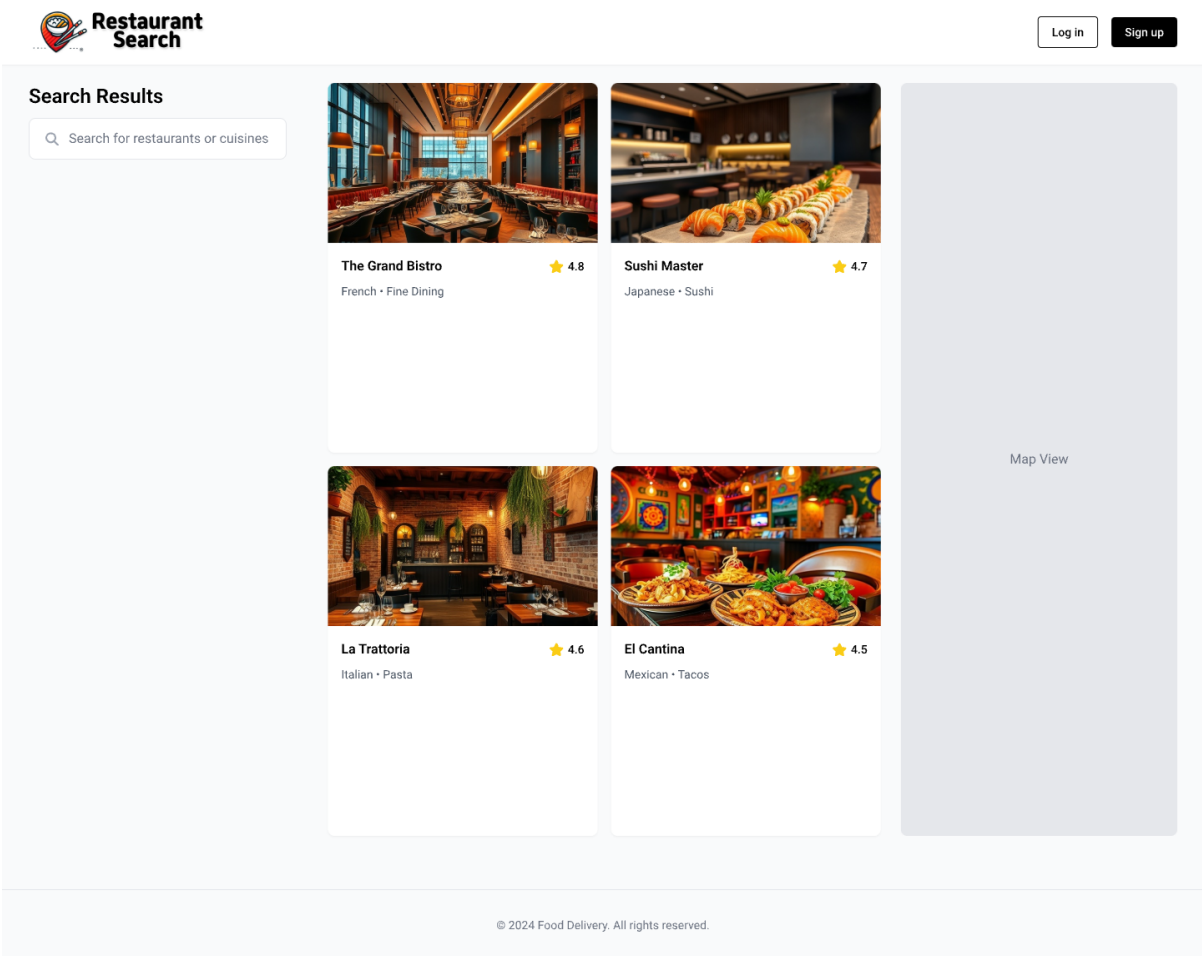 Restaurant
Search
Log in
Sign up
Search Results
Search for restaurants or cuisines
The Grand Bistro
4.8
French • Fine Dining
Sushi Master
4.7
Japanese • Sushi
Map View
La Trattoria
4.6
Italian • Pasta
El Cantina
4.5
Mexican • Tacos
© 2024 Food Delivery. All rights reserved.